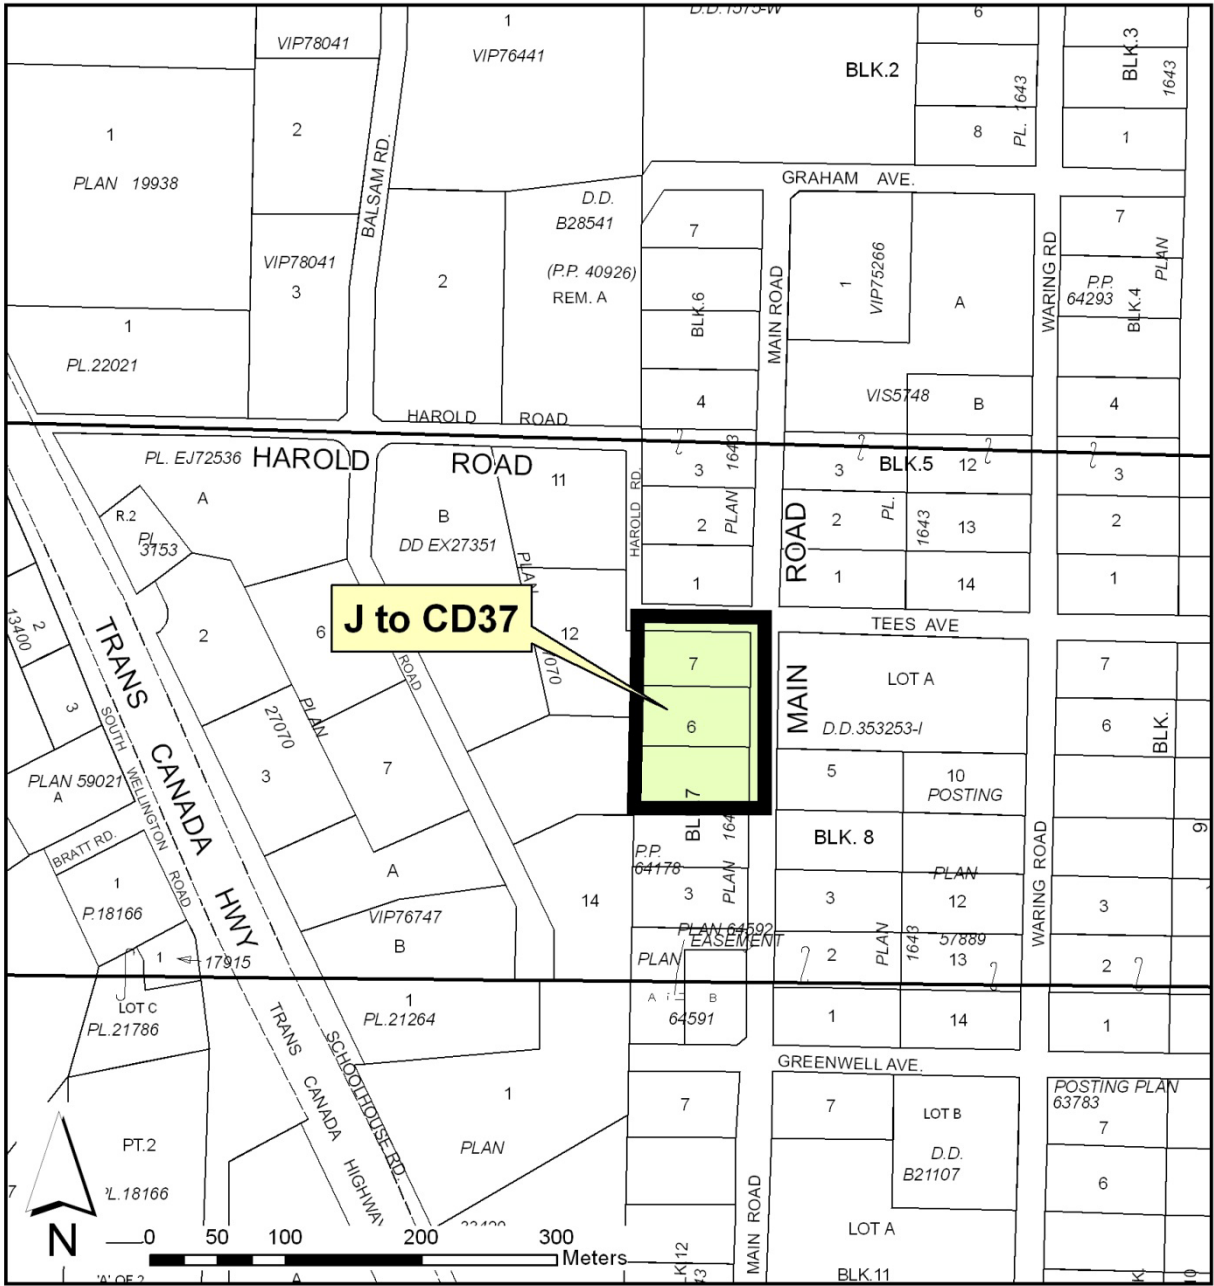 D.D.1575-W
1
6
VIP78041
VIP76441
BLK.2
BLK.3
1643
1643
1
2
8
PL.
1
PLAN 19938
BALSAM RD.
GRAHAM AVE.
D.D.
B28541
7
7
VIP78041
3
2
(P.P. 40926)
REM. A
BLK.6
MAIN ROAD
1
VIP75266
A
WARING RD
P.P.
64293
PLAN
BLK.4
1
PL.22021
4
VIS5748
B
4
HAROLD ROAD
PL. EJ72536
HAROLD ROAD
A
11
HAROLD RD.
3
1643
PLAN
3
BLK.5
12
3
R.2
PL.
3153
B
DD EX27351
PLAN
2
ROAD
2
PL.
1643
13
2
1
1
14
1
J to CD37
TEES AVE
13400
2
3
TRANS CANADA HWY
2
6
ROAD
12
7
MAIN
LOT A
7
SOUTH WELLINGTON ROAD
27070
PLAN
6
D.D.353253-I
6
BLK.
3
7
5
10
POSTING
PLAN 59021
A
7
BRATT RD.
BLK. 8
WARING ROAD
9
P.P.
64178
PLAN
1
P.18166
A
14
3
PLAN
3
12
3
VIP76747
B
PLAN 64592
EASEMENT
PLAN
1643
57889
1
17915
PLAN
2
13
2
LOT C
PL.21786
1
PL.21264
A
B
64591
1
14
1
TRANS CANADA HIGHWAY
SCHOOLHOUSE RD.
GREENWELL AVE.
1
7
7
LOT B
POSTING PLAN
63783
7
PT.2
PLAN
D.D.
B21107
6
MAIN ROAD
LOT A
N
0 50 100 200 300
Meters
BLK.11
A
10